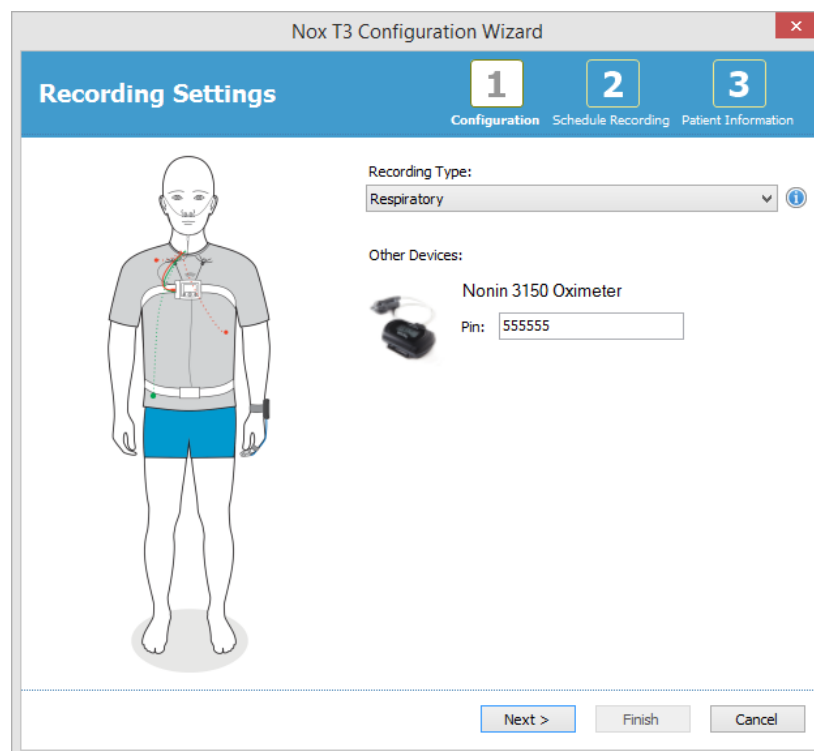 Nox T3 Configuration Wizard
Recording Settings
1
Configuration
2
Schedule Recording
3
Patient Information
Recording Type:
Respiratory
Other Devices:
Nonin 3150 Oximeter
Pin: 555555
Next >
Finish
Cancel